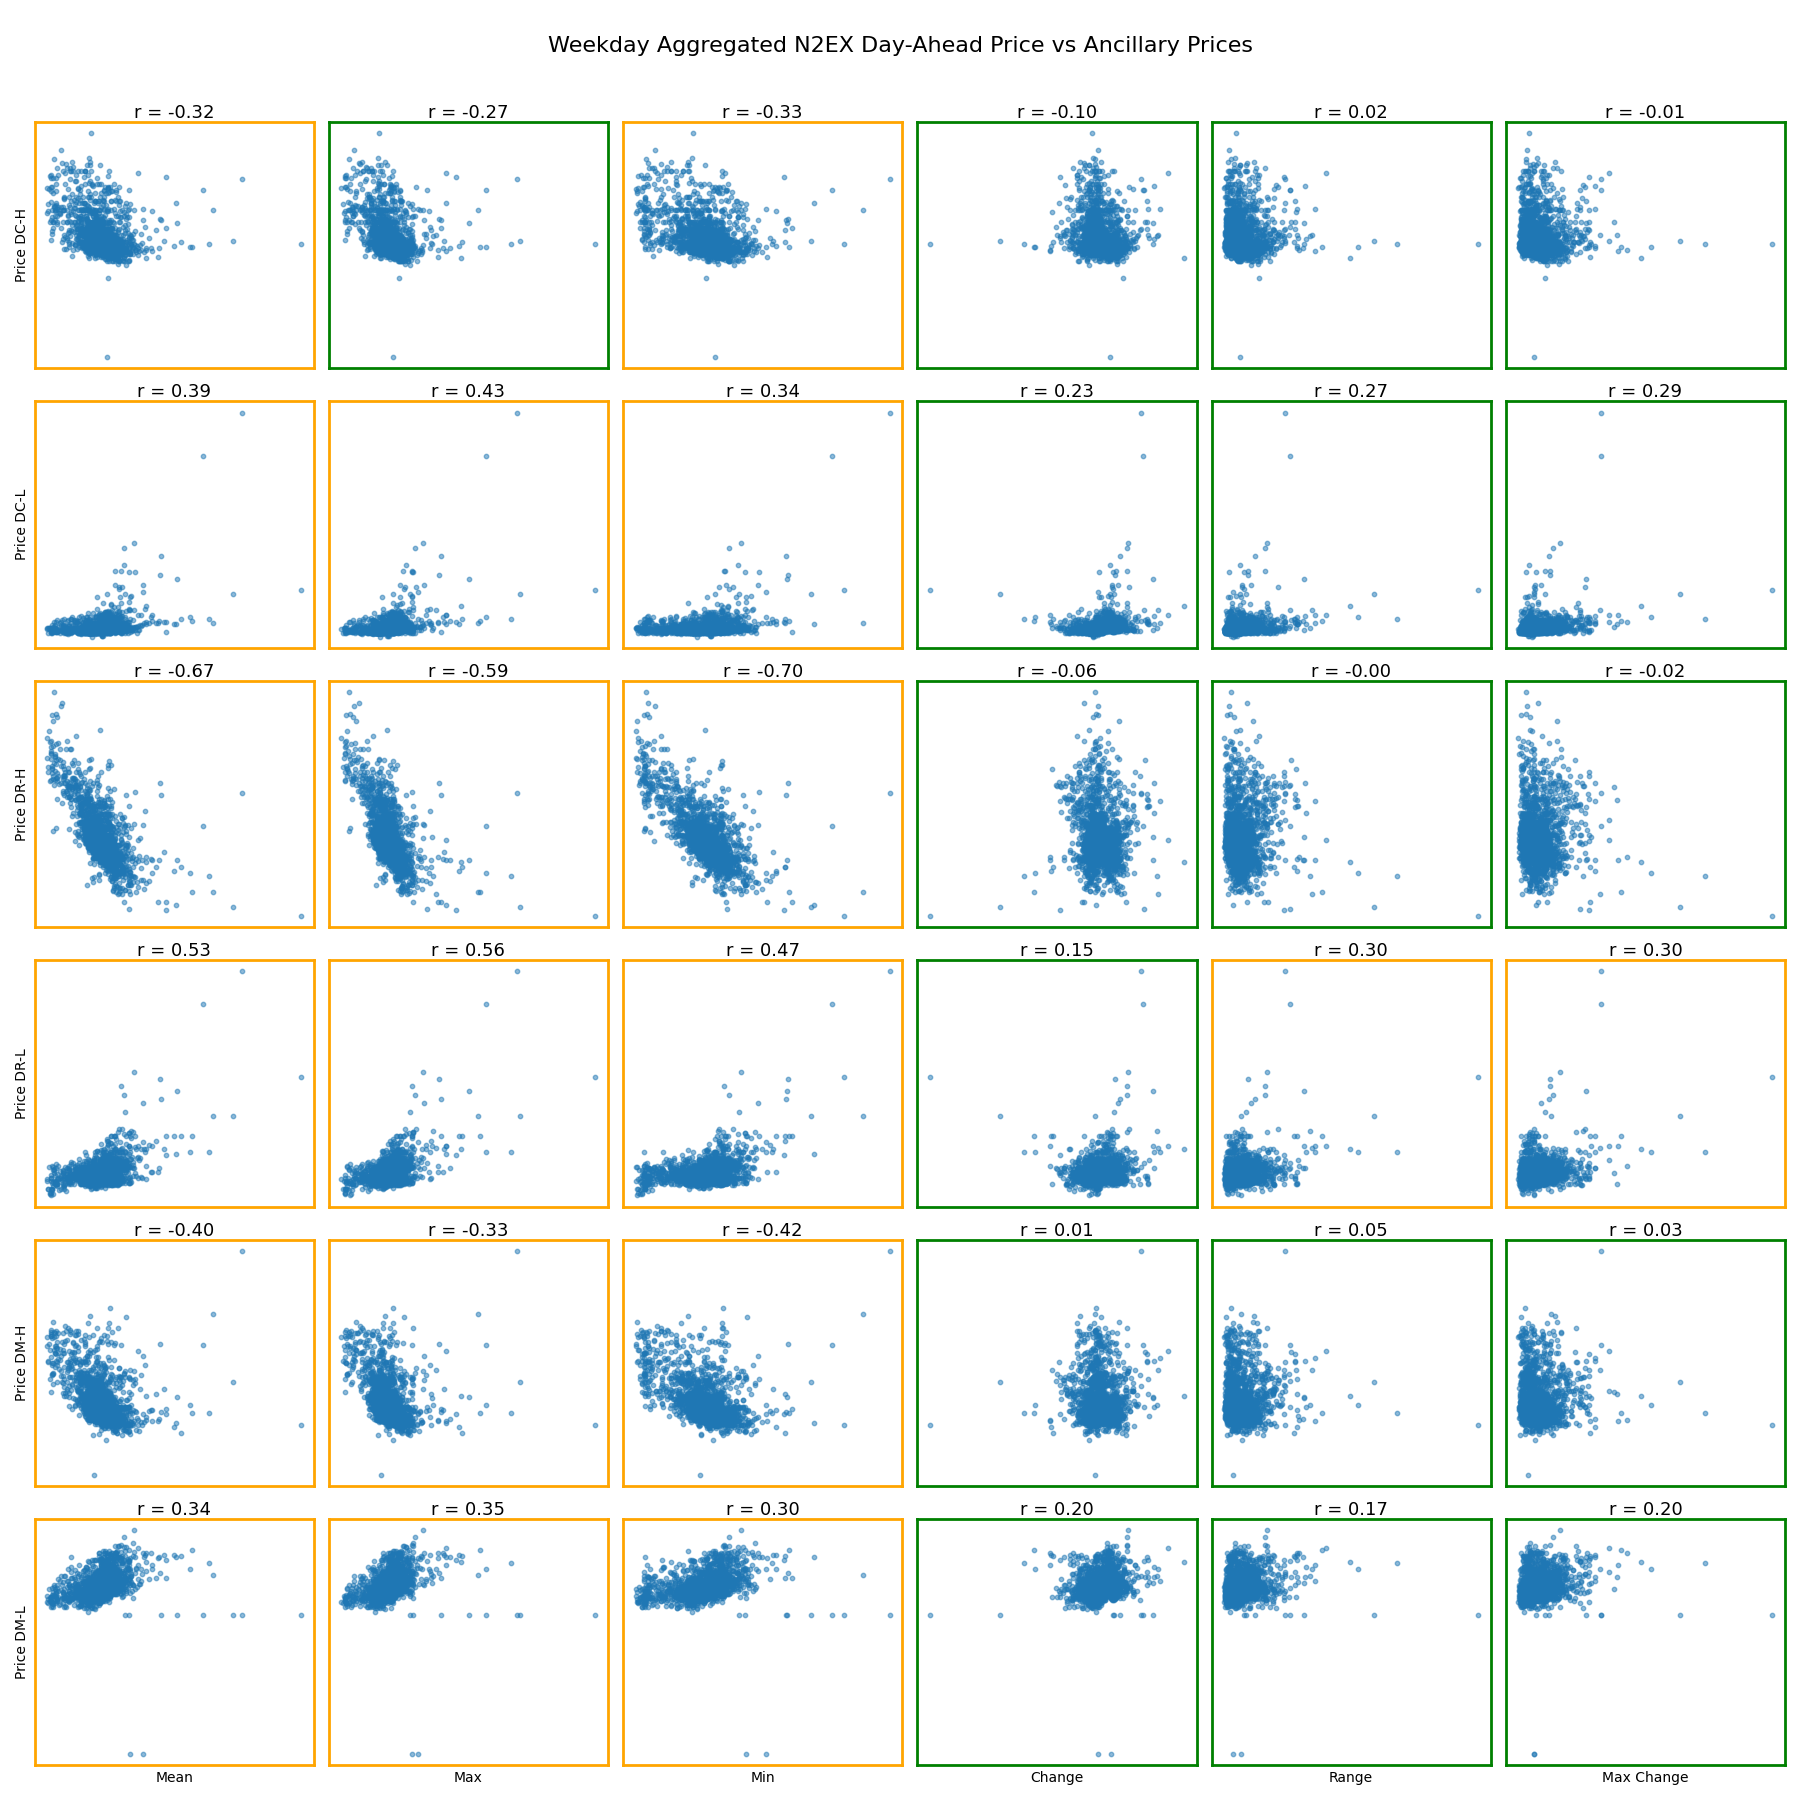 Weekday Aggregated N2EX Day-Ahead Price vs Ancillary Prices
r = -0.32
r = -0.27
r = -0.33
r = -0.10
r = 0.02
r = -0.01
Price DC-H
r = 0.39
r = 0.43
r = 0.34
r = 0.23
r = 0.27
r = 0.29
Price DC-L
r = -0.67
r = -0.59
r = -0.70
r = -0.06
r = -0.00
r = -0.02
Price DR-H
r = 0.53
r = 0.56
r = 0.47
r = 0.15
r = 0.30
r = 0.30
Price DR-L
r = -0.40
r = -0.33
r = -0.42
r = 0.01
r = 0.05
r = 0.03
Price DM-H
r = 0.34
r = 0.35
r = 0.30
r = 0.20
r = 0.17
r = 0.20
Price DM-L
Mean
Max
Min
Change
Range
Max Change